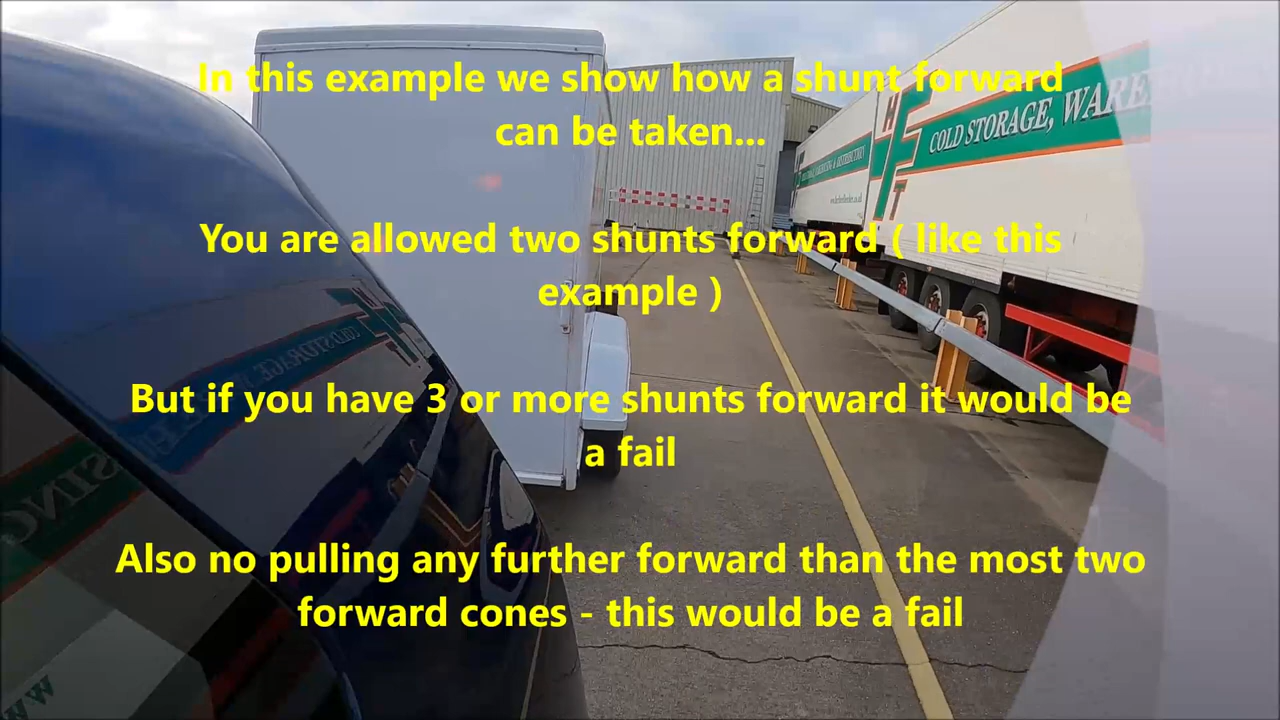 In this example we show how a shunt forward
can be taken...
You are allowed two shunts forward ( like this
example )
But if you have 3 or more shunts forward it would be
a fail
Also no pulling any further forward than the most two
forward cones - this would be a fail
H
F
T
COLD STORAGE, WARE